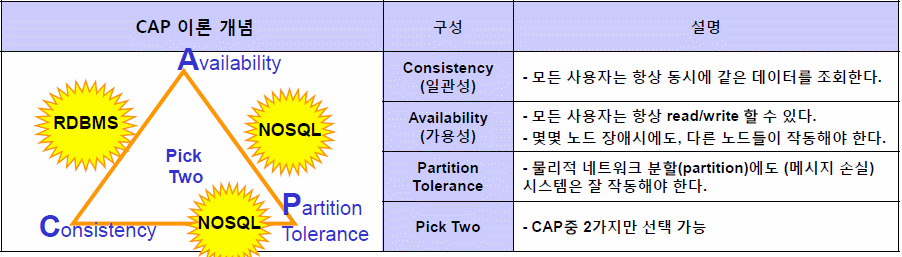 CAP 이론 개념
구성
설명
Availability
RDBMS
NOSQL
Pick
Two
Consistency
NOSQL
Partition
Tolerance
Consistency
(일관성)
- 모든 사용자는 항상 동시에 같은 데이터를 조회한다.
Availability
(가용성)
- 모든 사용자는 항상 read/write 할 수 있다.
- 몇몇 노드 장애시에도, 다른 노드들이 작동해야 한다.
Partition
Tolerance
- 물리적 네트워크 분할(partition)에도 (메시지 손실)
시스템은 잘 작동해야 한다.
Pick Two
- CAP중 2가지만 선택 가능